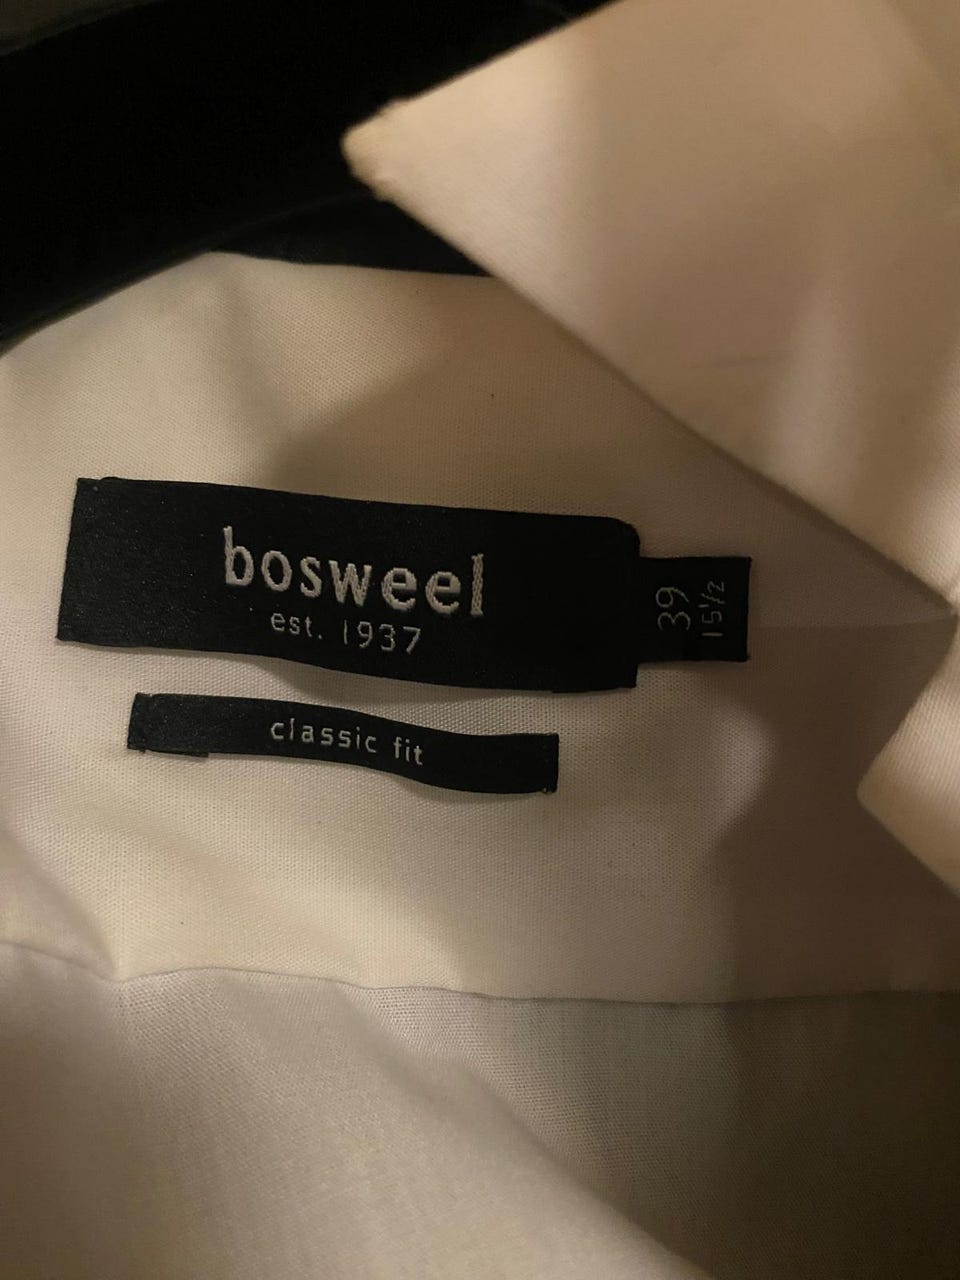 bosweel
est. 1937
39
15½
classic fit